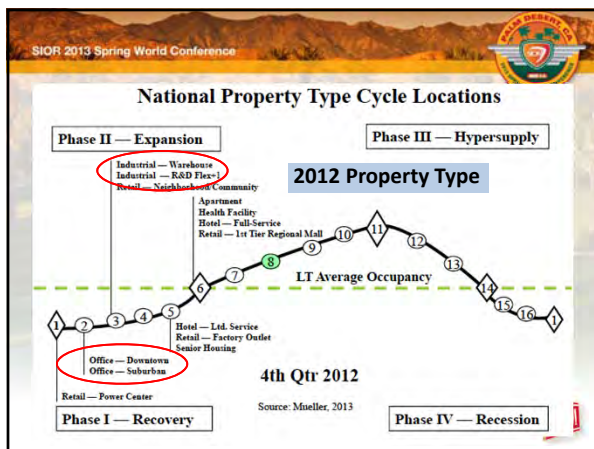 SIOR 2013 Spring World Conference
PALM DESERT, CA
National Property Type Cycle Locations
Phase II — Expansion
Phase III — Hypersupply
Industrial — Warehouse
Industrial — R&D Flex+1
Retail — Neighborhood/Community
2012 Property Type
Apartment
Health Facility
Hotel — Full-Service
Retail — 1st Tier Regional Mall
1
2
3
4
5
6
7
8
9
10
11
12
13
14
15
16
1
LT Average Occupancy
Hotel — Ltd. Service
Retail — Factory Outlet
Senior Housing
Office — Downtown
Office — Suburban
Retail — Power Center
4th Qtr 2012
Source: Mueller, 2013
Phase I — Recovery
Phase IV — Recession